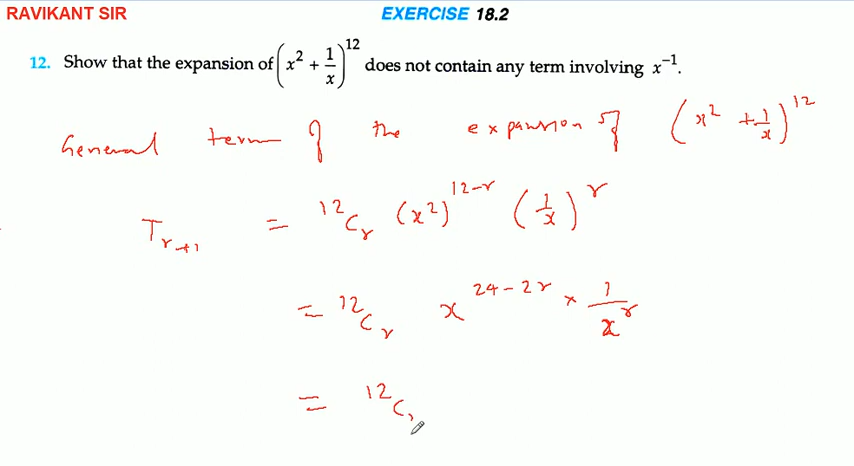 RAVIKANT SIR EXERCISE 18.2
12. Show that the expansion of (x² + 1/x)¹² does not contain any term involving x⁻¹.
General term of the expansion of (x² + 1/x)¹²
Tᵣ₊₁ = ¹²Cᵣ (x²)¹²⁻ʳ (1/x)ʳ
= ¹²Cᵣ x²⁴⁻²ʳ × 1/xʳ
= ¹²C